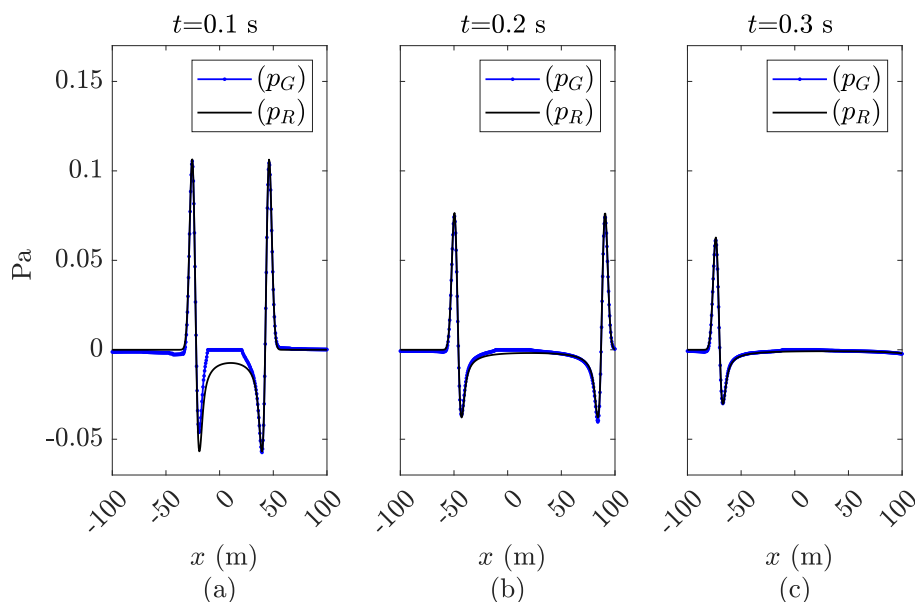 t=0.1 s
t=0.2 s
t=0.3 s
(p_G)
(p_R)
(p_G)
(p_R)
(p_G)
(p_R)
Pa
0.15
0.1
0.05
0
-0.05
-100
-50
0
50
100
-100
-50
0
50
100
-100
-50
0
50
100
x (m)
x (m)
x (m)
(a)
(b)
(c)